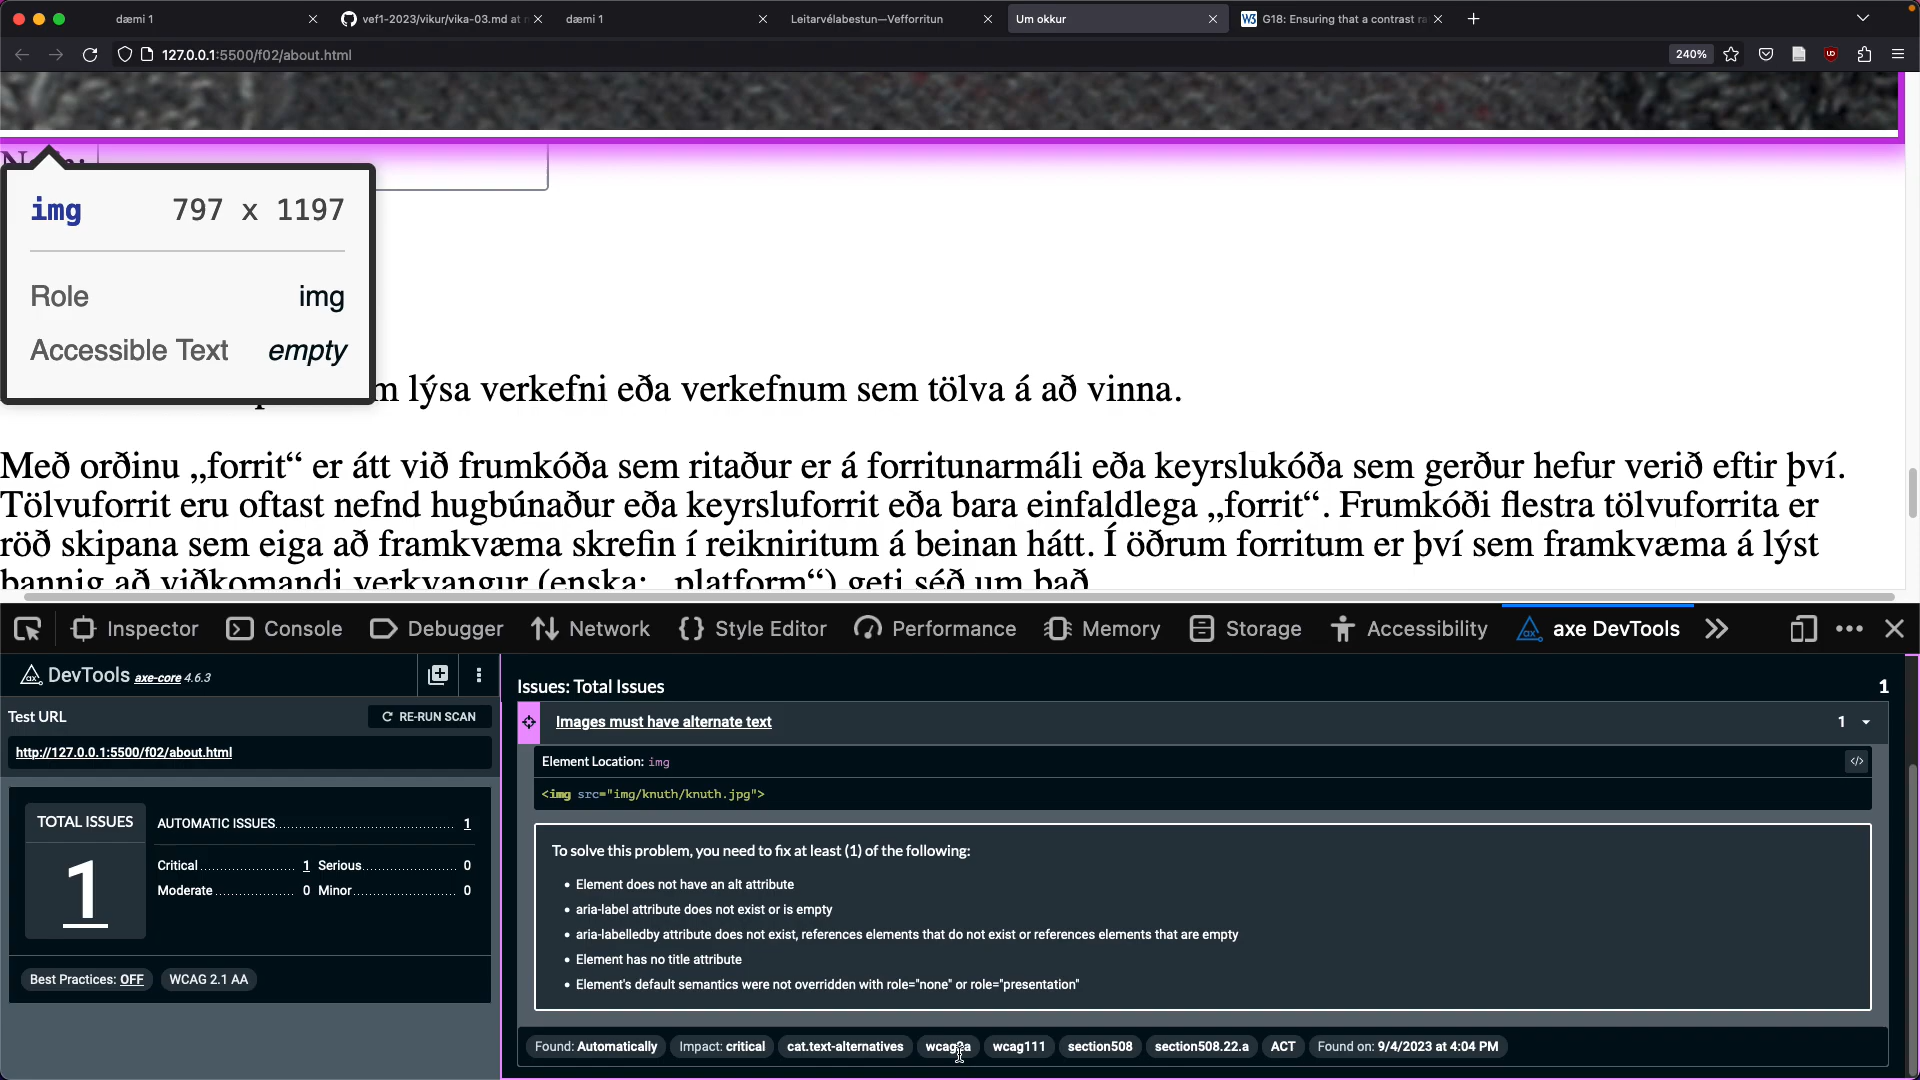 dæmi 1
vef1-2023/vikur/vika-03.md at
dæmi 1
Leitarvélabestun—Vefforritun
Um okkur
W3
G18: Ensuring that a contrast ra
127.0.0.1:5500/f02/about.html
240%
img
797 x 1197
Role
img
Accessible Text
empty
lýsa verkefni eða verkefnum sem tölva á að vinna.
Með orðinu „forrit“ er átt við frumkóða sem ritaður er á forritunarmáli eða keyrslukóða sem gerður hefur verið eftir því.
Tölvuforrit eru oftast nefnd hugbúnaður eða keyrsluforrit eða bara einfaldlega „forrit“. Frumkóði flestra tölvuforrita er
röð skipana sem eiga að framkvæma skrefin í reikniritum á beinan hátt. Í öðrum forritum er því sem framkvæma á lýst
þannig að viðkomandi verkvangur (enska: „platform“) geti séð um það
Inspector
Console
Debugger
Network
Style Editor
Performance
Memory
Storage
Accessibility
axe DevTools
DevTools axe-core 4.6.3
Test URL
RE-RUN SCAN
http://127.0.0.1:5500/f02/about.html
TOTAL ISSUES
1
AUTOMATIC ISSUES 1
Critical 1 Serious 0
Moderate 0 Minor 0
Best Practices: OFF
WCAG 2.1 AA
Issues: Total Issues
1
Images must have alternate text
1
Element Location: img
</>
<img src="img/knuth/knuth.jpg">
To solve this problem, you need to fix at least (1) of the following:
• Element does not have an alt attribute
• aria-label attribute does not exist or is empty
• aria-labelledby attribute does not exist, references elements that do not exist or references elements that are empty
• Element has no title attribute
• Element's default semantics were not overridden with role="none" or role="presentation"
Found: Automatically
Impact: critical
cat.text-alternatives
wcag2a
wcag111
section508
section508.22.a
ACT
Found on: 9/4/2023 at 4:04 PM